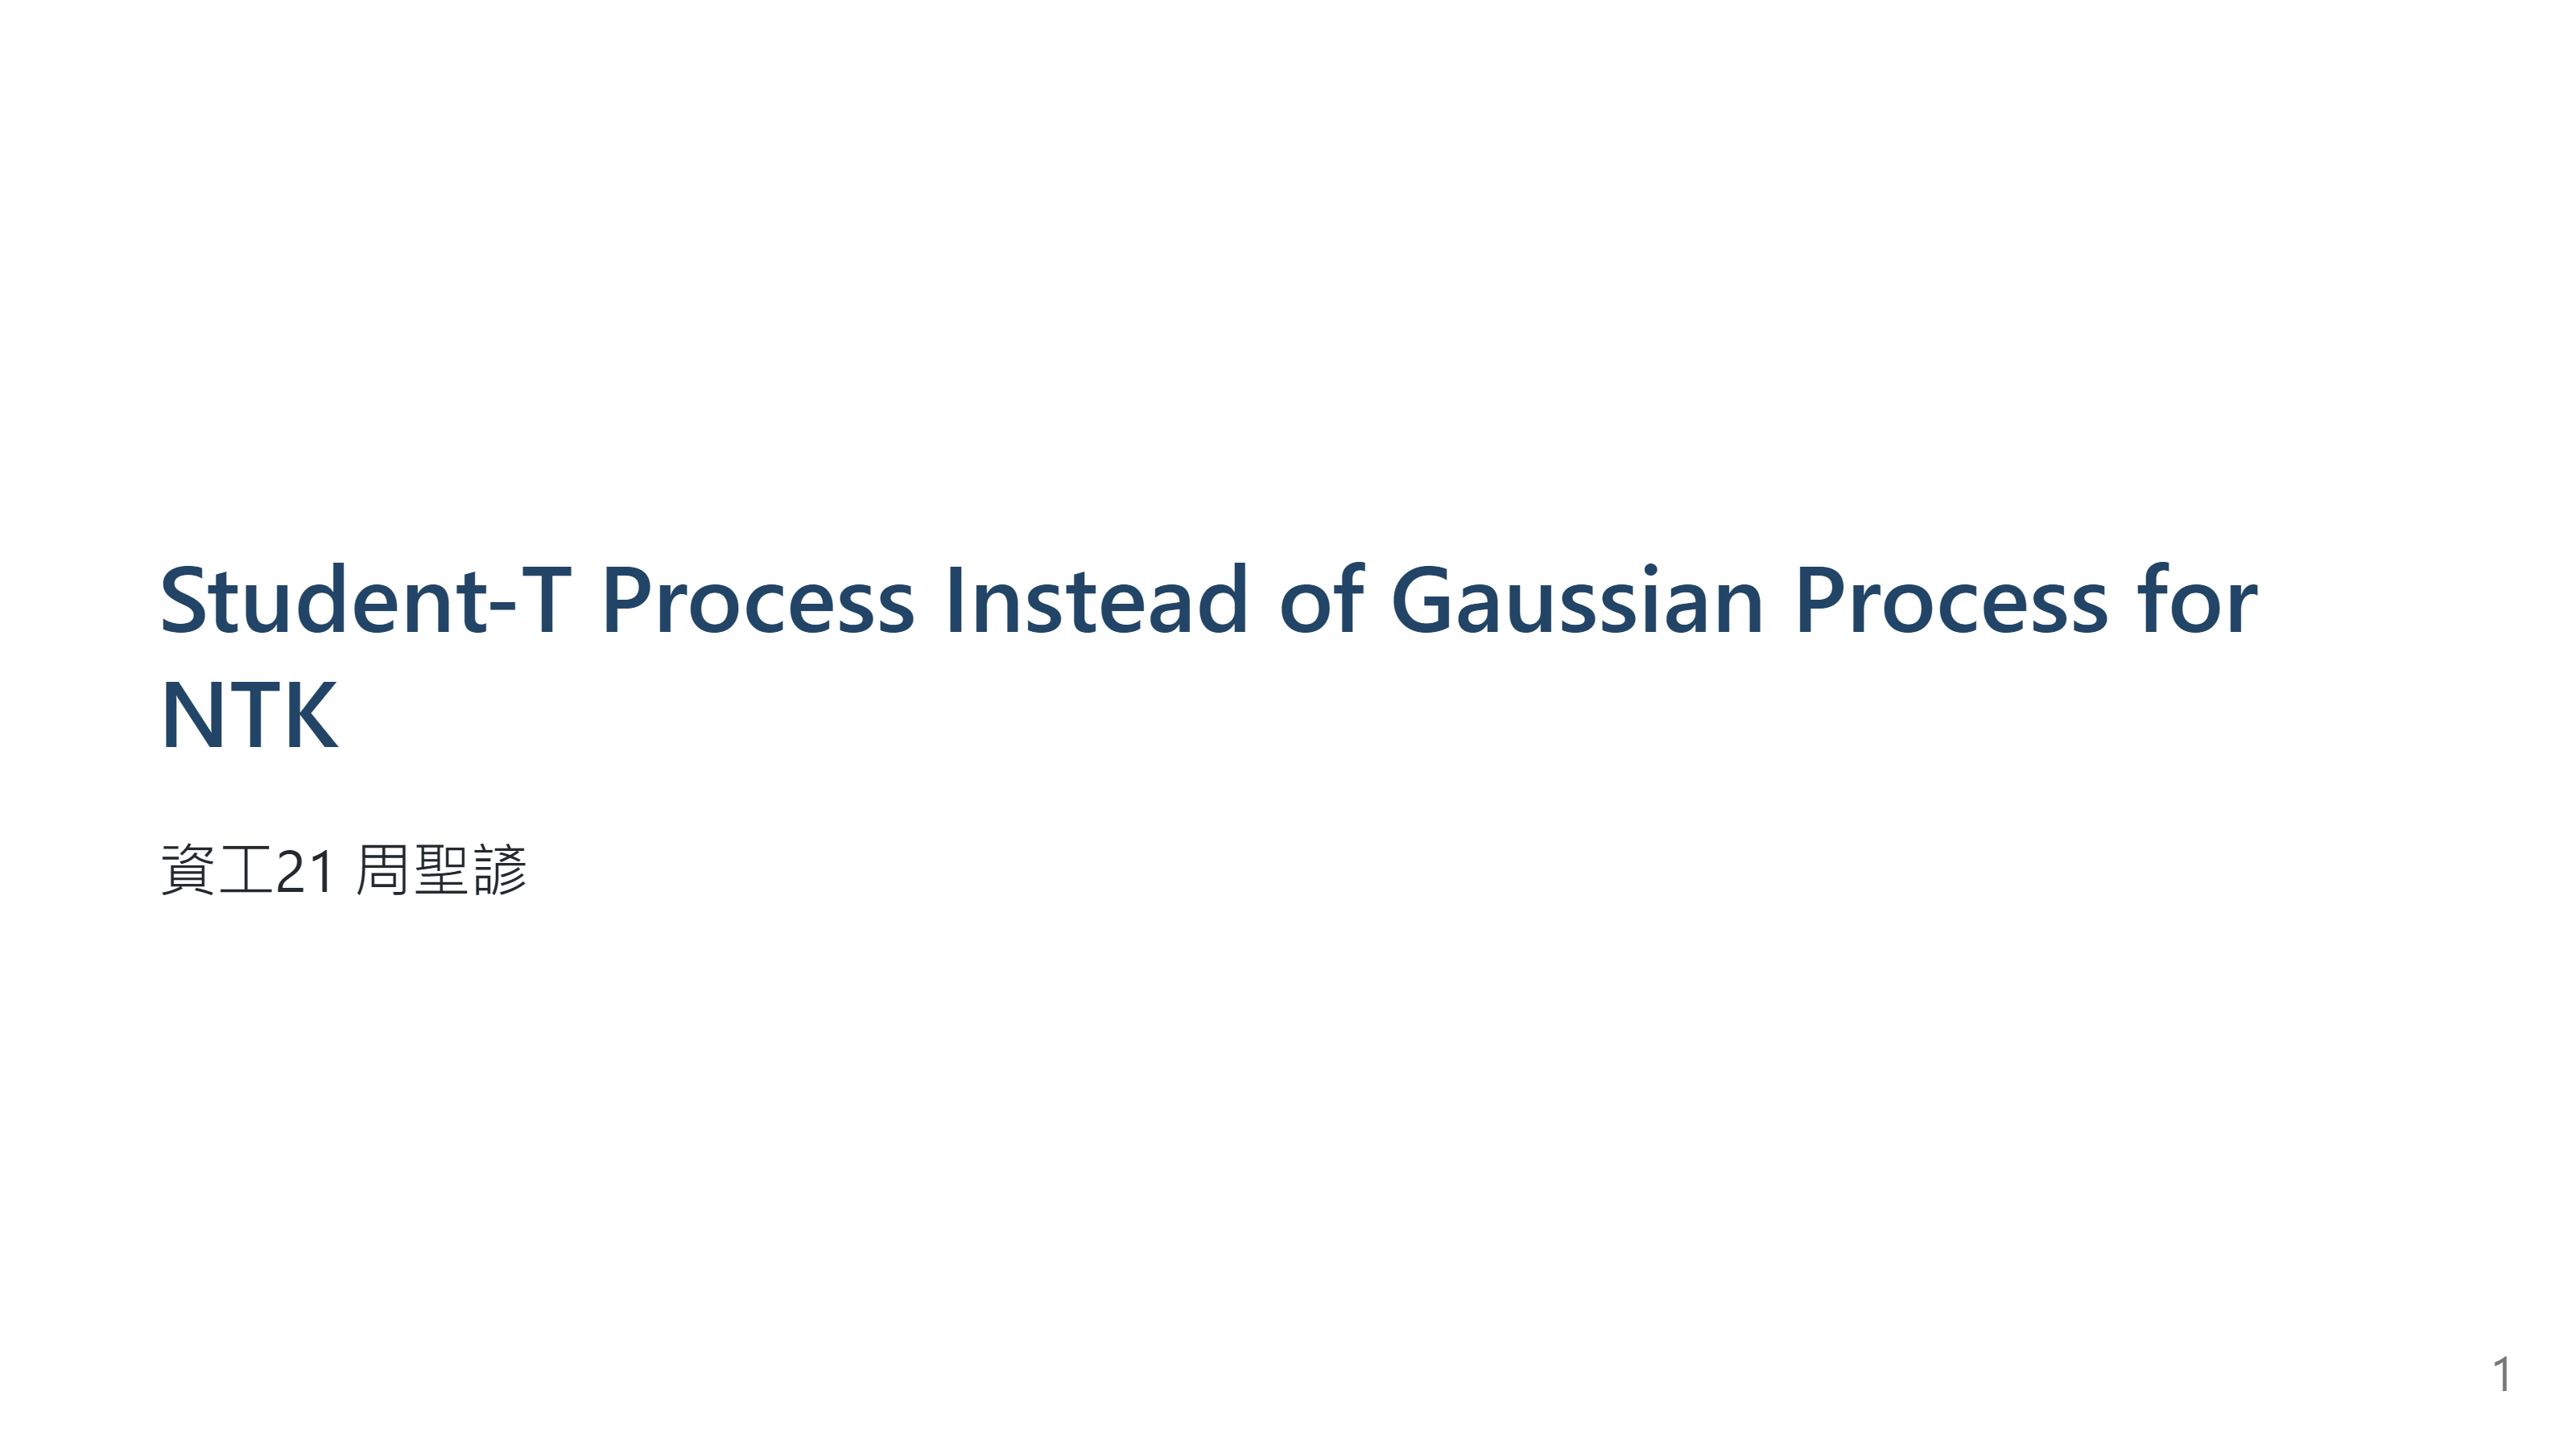 Student-T Process Instead of Gaussian Process for
NTK
資工21 周聖諺
1